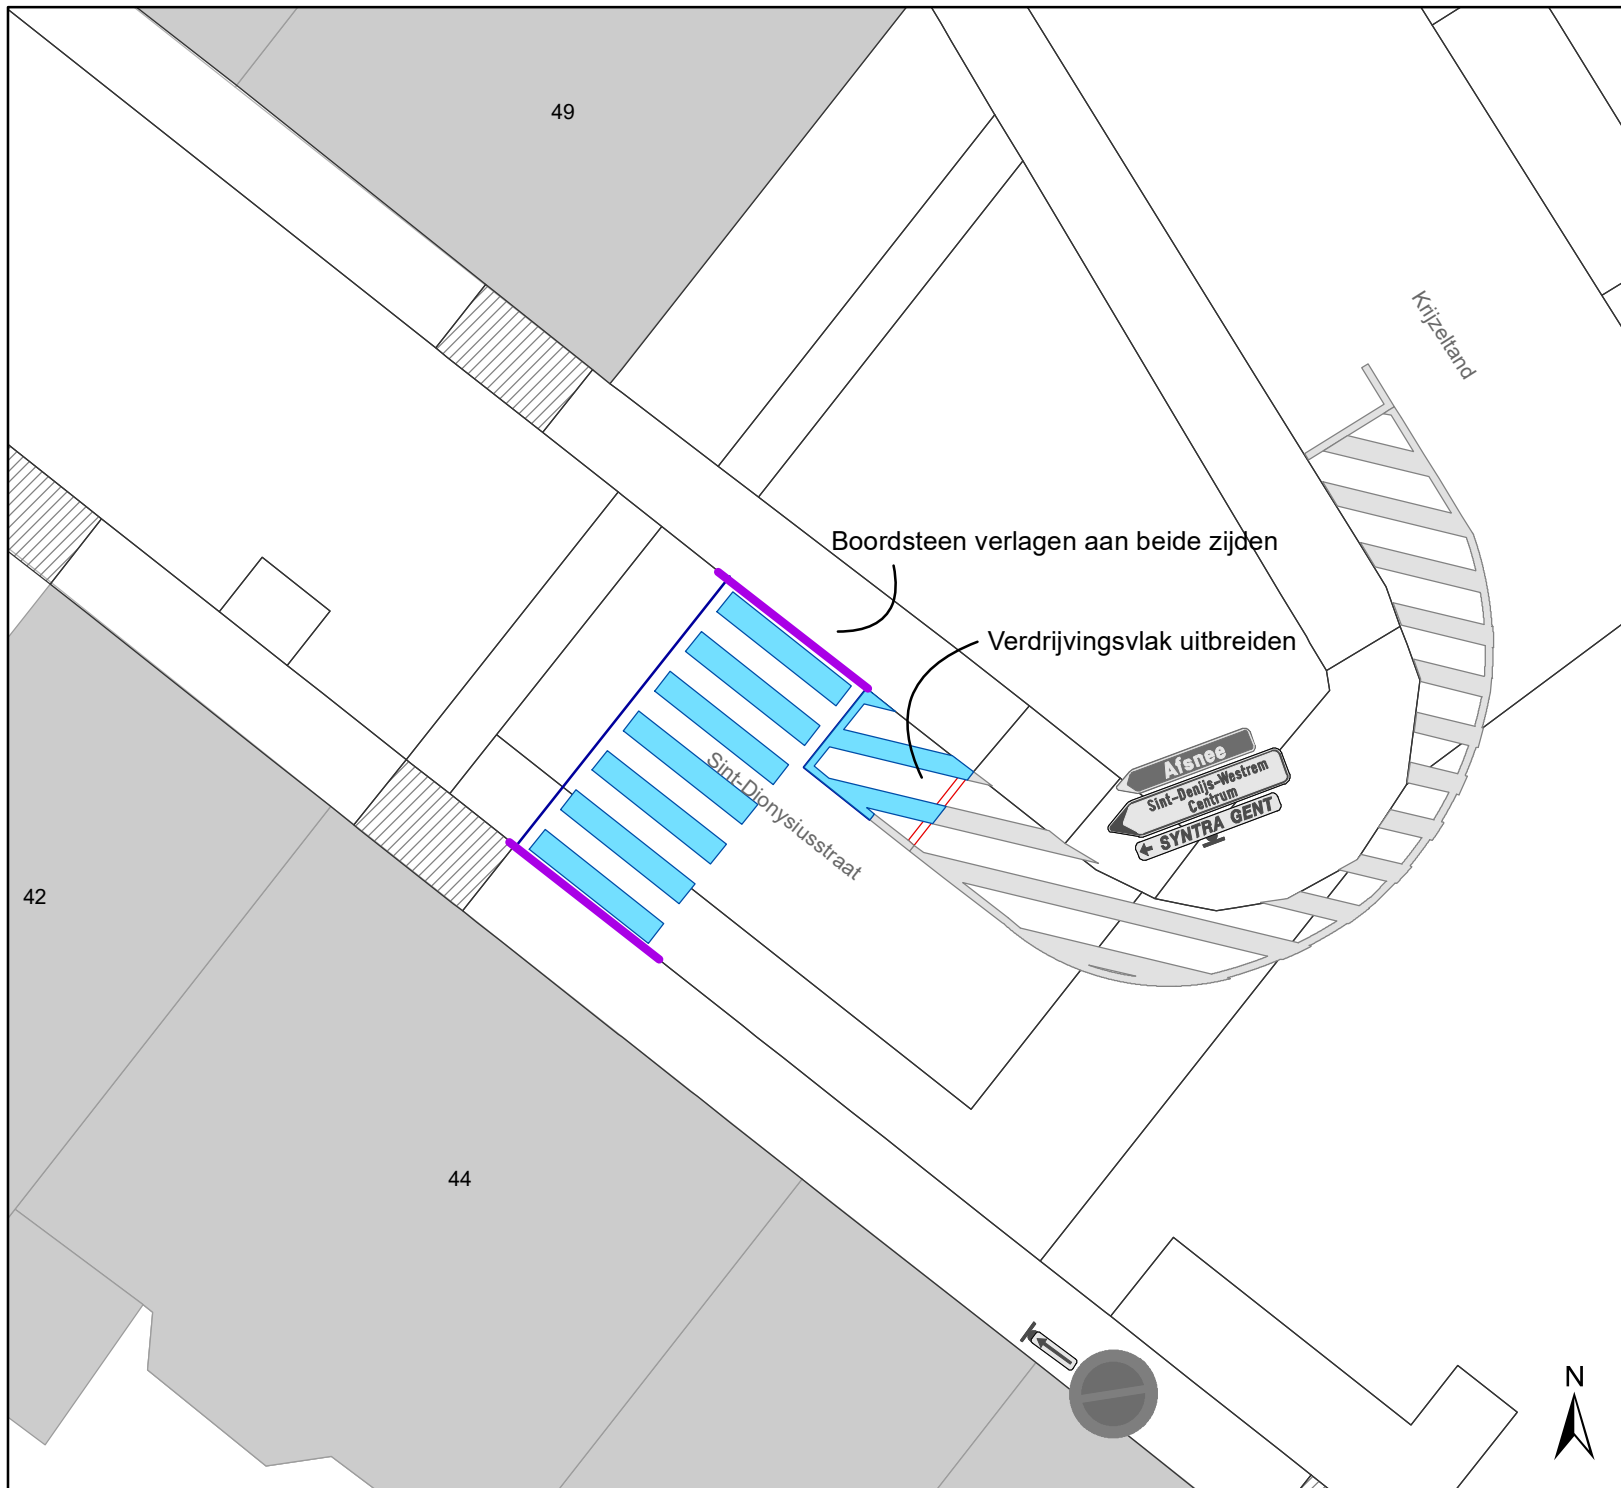 49
Krijzeltand
Boordsteen verlagen aan beide zijden
Verdrijvingsvlak uitbreiden
Sint-Dionysiusstraat
Afsnee
Sint-Denijs-Westrem
Centrum
SYNTRA GENT
42
44
N